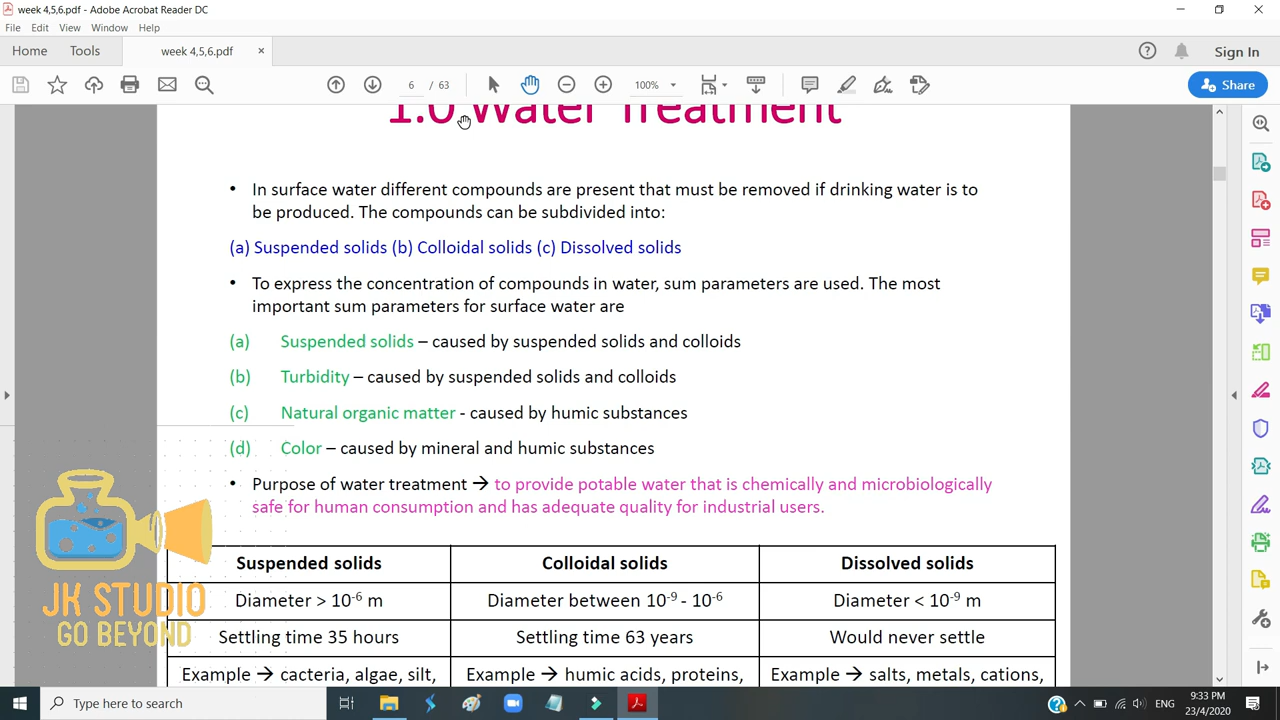 week 4,5,6.pdf - Adobe Acrobat Reader DC
File Edit View Window Help
Home Tools week 4,5,6.pdf × Sign In
6 / 63 100% Share
1.0 Water Treatment
• In surface water different compounds are present that must be removed if drinking water is to
be produced. The compounds can be subdivided into:
(a) Suspended solids (b) Colloidal solids (c) Dissolved solids
• To express the concentration of compounds in water, sum parameters are used. The most
important sum parameters for surface water are
(a) Suspended solids – caused by suspended solids and colloids
(b) Turbidity – caused by suspended solids and colloids
(c) Natural organic matter - caused by humic substances
(d) Color – caused by mineral and humic substances
• Purpose of water treatment → to provide potable water that is chemically and microbiologically
safe for human consumption and has adequate quality for industrial users.
Suspended solids Colloidal solids Dissolved solids
Diameter > 10-6 m Diameter between 10-9 - 10-6 Diameter < 10-9 m
Settling time 35 hours Settling time 63 years Would never settle
Example → cacteria, algae, silt, Example → humic acids, proteins, Example → salts, metals, cations,
JK STUDIO
GO BEYOND
Type here to search ENG 9:33 PM
23/4/2020